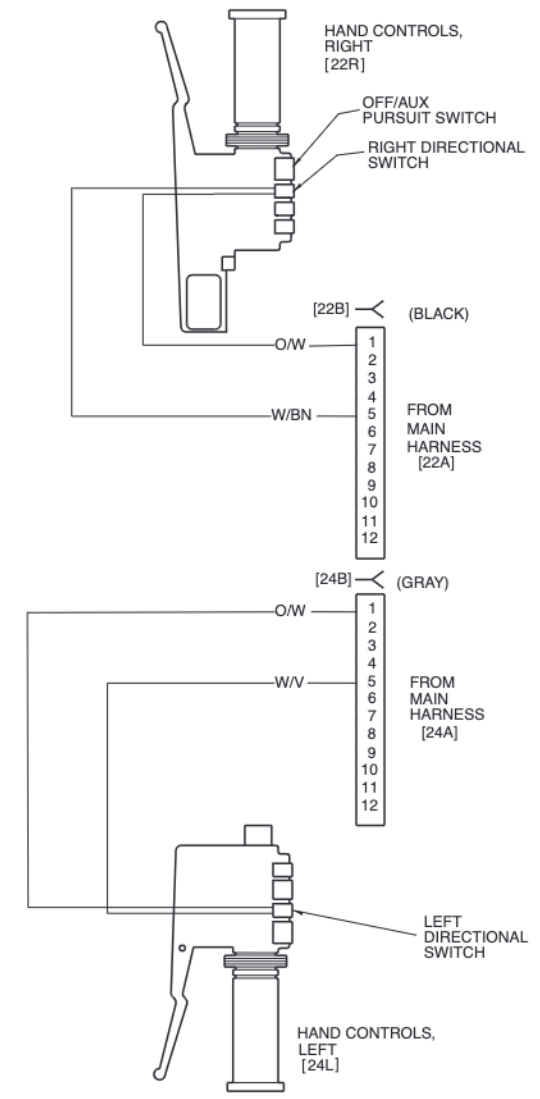 HAND CONTROLS,
RIGHT
[22R]
OFF/AUX
PURSUIT SWITCH
RIGHT DIRECTIONAL
SWITCH
[22B]
(BLACK)
O/W
W/BN
1
2
3
4
5
6
7
8
9
10
11
12
FROM
MAIN
HARNESS
[22A]
[24B]
(GRAY)
O/W
W/V
1
2
3
4
5
6
7
8
9
10
11
12
FROM
MAIN
HARNESS
[24A]
LEFT
DIRECTIONAL
SWITCH
HAND CONTROLS,
LEFT
[24L]